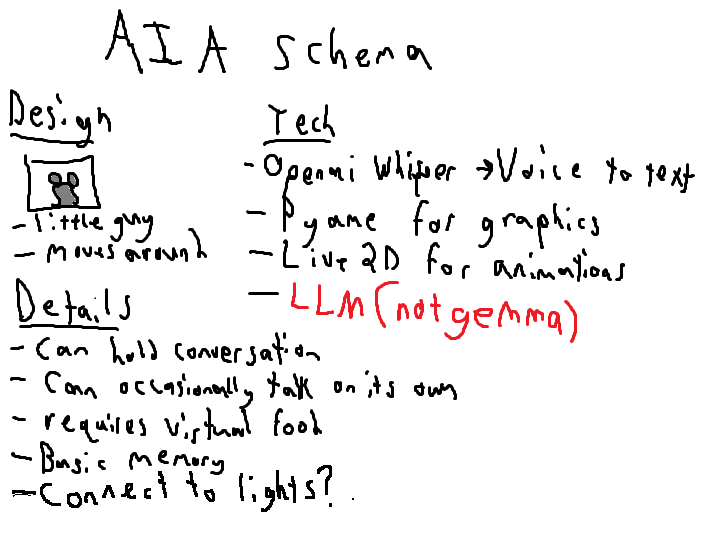 AIA schema
Design
- little guy
- moves around
Tech
- Openai Whisper → Voice to text
- Pygame for graphics
- Live 2D for animations
- LLM (not gemma)
Details
- Can hold conversation
- Can occasionally talk on its own
- requires virtual food
- Basic memory
- Connect to lights?